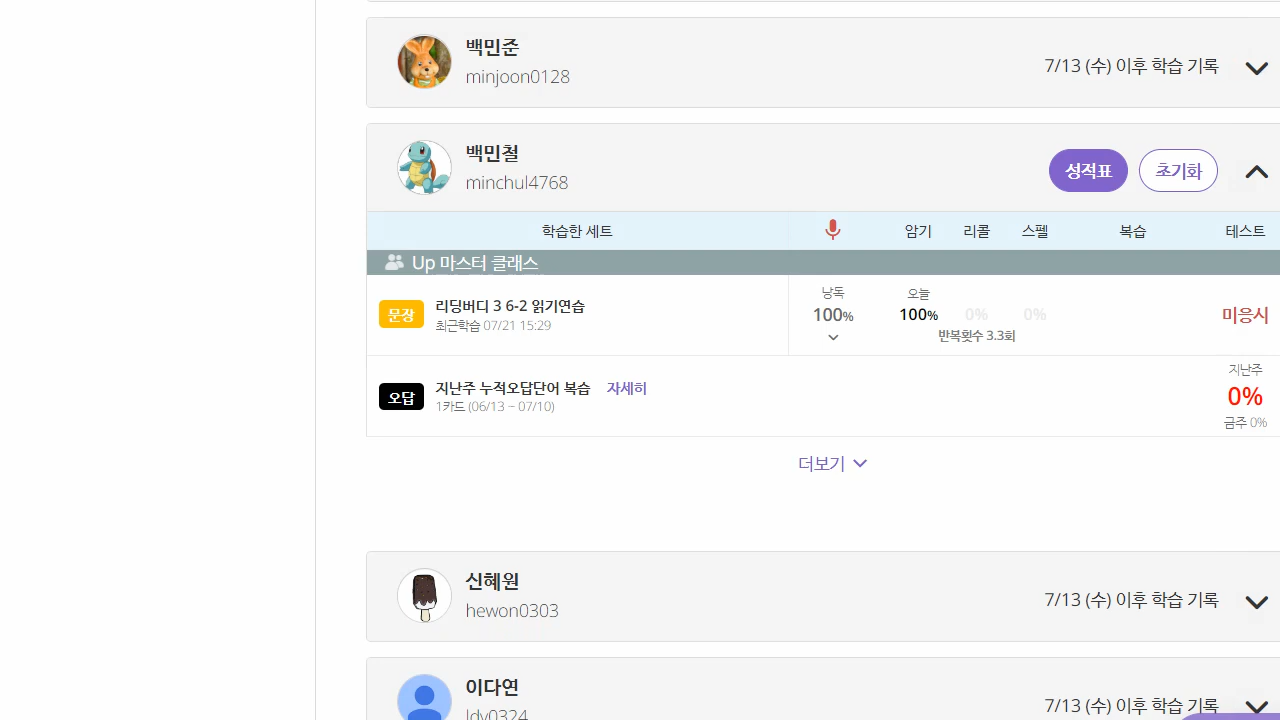 백민준
minjoon0128
7/13 (수) 이후 학습 기록
백민철
minchul4768
성적표
초기화
학습한 세트
암기
리콜
스펠
복습
테스트
Up 마스터 클래스
문장
리딩버디 3 6-2 읽기연습
최근학습 07/21 15:29
낭독
100%
오늘
100%
0%
0%
반복횟수 3.3회
미응시
오답
지난주 누적오답단어 복습 자세히
1카드 (06/13 ~ 07/10)
지난주
0%
금주 0%
더보기
신혜원
hewon0303
7/13 (수) 이후 학습 기록
이다연
ldy0324
7/13 (수) 이후 학습 기록